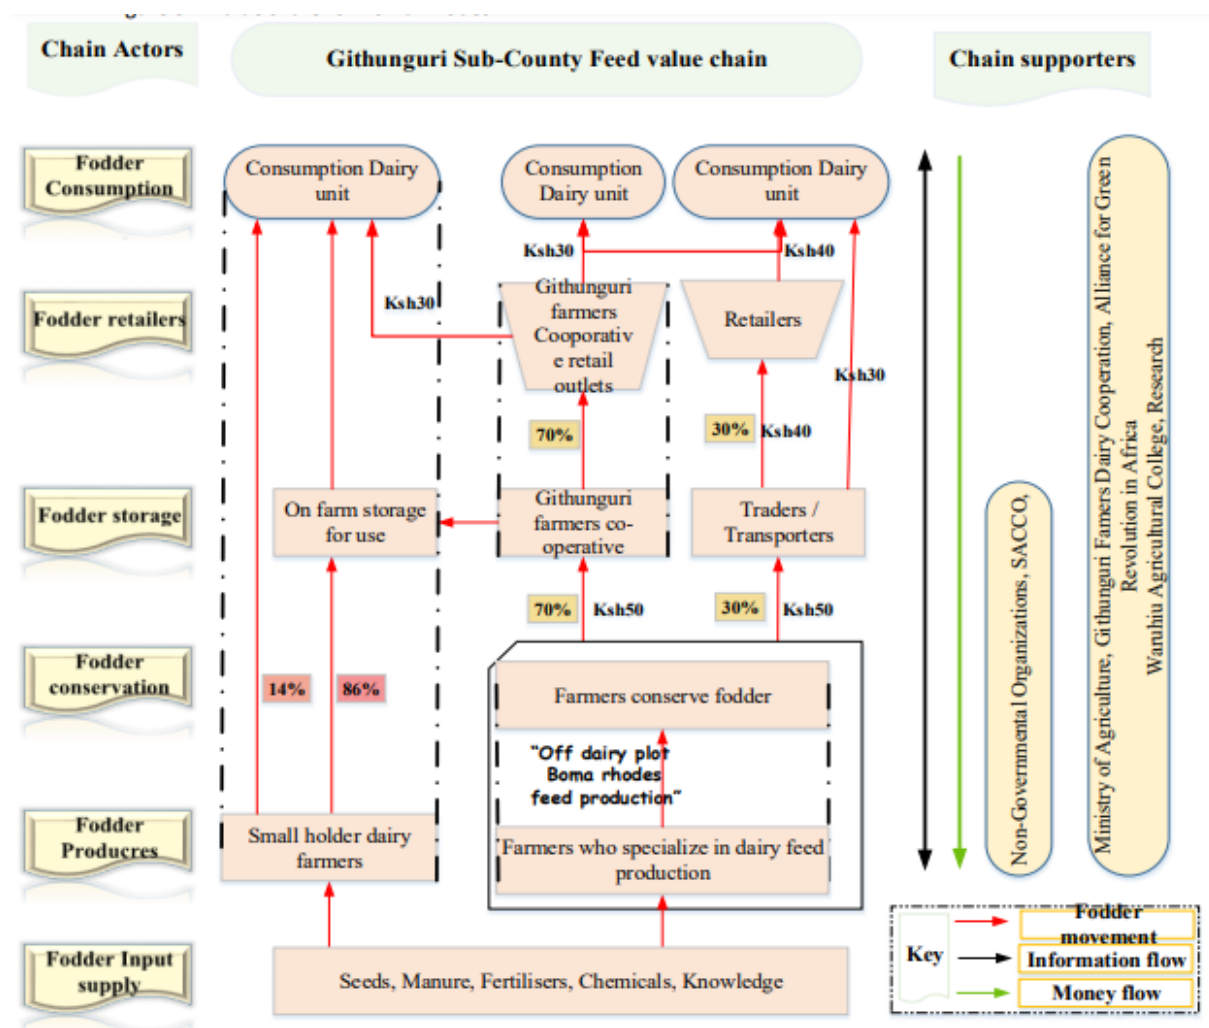 Chain Actors
Githunguri Sub-County Feed value chain
Chain supporters
Fodder
Consumption
Consumption Dairy
unit
Consumption
Dairy unit
Consumption Dairy
unit
Ksh30
Ksh40
Fodder retailers
Ksh30
Githunguri
farmers
Cooporativ
e retail
outlets
Retailers
Ksh30
70%
30%
Ksh40
Fodder storage
On farm storage
for use
Githunguri
farmers co-
operative
Traders /
Transporters
70%
Ksh50
30%
Ksh50
Fodder
conservation
14%
86%
Farmers conserve fodder
“Off dairy plot
Boma rhodes
feed production”
Fodder
Producres
Small holder dairy
farmers
Farmers who specialize in dairy feed
production
Fodder Input
supply
Seeds, Manure, Fertilisers, Chemicals, Knowledge
Non-Governmental Organizations, SACCO,
Ministry of Agriculture, Githunguri Famers Dairy Cooperation, Alliance for Green
Revolution in Africa
Waruhiu Agricultural College, Research
Key
Fodder
movement
Information flow
Money flow